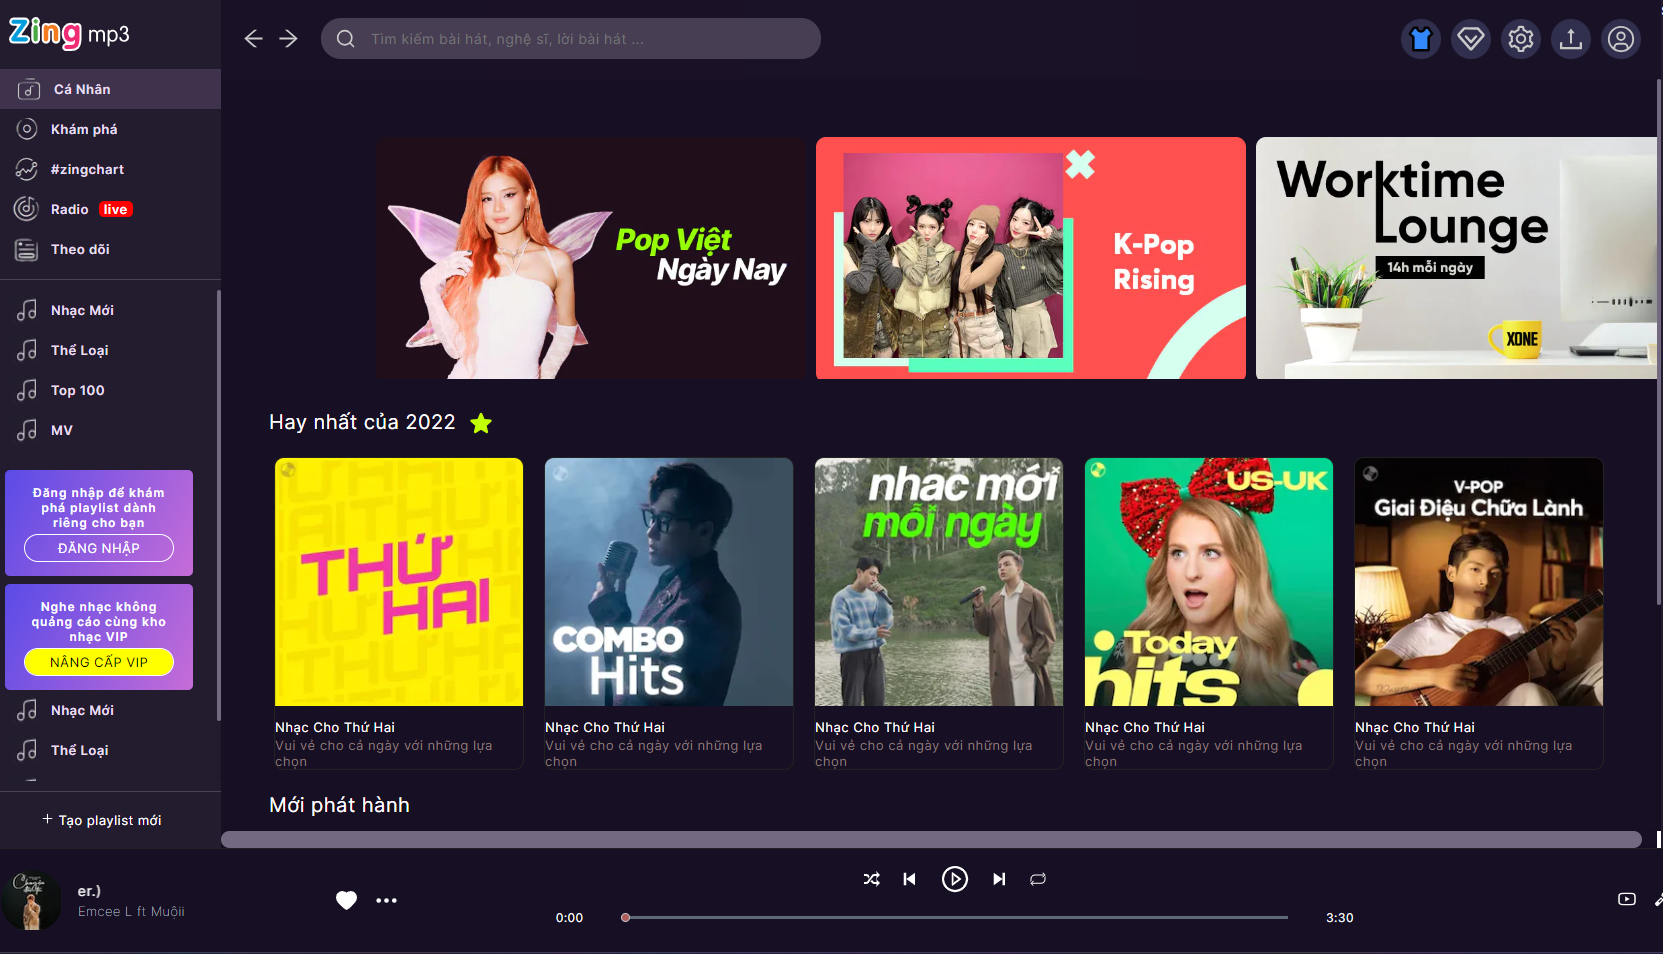 Zing mp3
Tìm kiếm bài hát, nghệ sĩ, lời bài hát ...
Cá Nhân
Khám phá
#zingchart
Radio live
Theo dõi
Nhạc Mới
Thể Loại
Top 100
MV
Đăng nhập để khám
phá playlist dành
riêng cho bạn
ĐĂNG NHẬP
Nghe nhạc không
quảng cáo cùng kho
nhạc VIP
NÂNG CẤP VIP
Nhạc Mới
Thể Loại
+ Tạo playlist mới
Pop Việt
Ngày Nay
K-Pop
Rising
Worktime
Lounge
14h mỗi ngày
XONE
Hay nhất của 2022
THỨ
HAI
COMBO
Hits
nhạc mới
mỗi ngày
US-UK
Today
hits
V-POP
Giai Điệu Chữa Lành
Nhạc Cho Thứ Hai
Vui vẻ cho cả ngày với những lựa
chọn
Nhạc Cho Thứ Hai
Vui vẻ cho cả ngày với những lựa
chọn
Nhạc Cho Thứ Hai
Vui vẻ cho cả ngày với những lựa
chọn
Nhạc Cho Thứ Hai
Vui vẻ cho cả ngày với những lựa
chọn
Nhạc Cho Thứ Hai
Vui vẻ cho cả ngày với những lựa
chọn
Mới phát hành
er.)
Emcee L ft Muộii
0:00
3:30